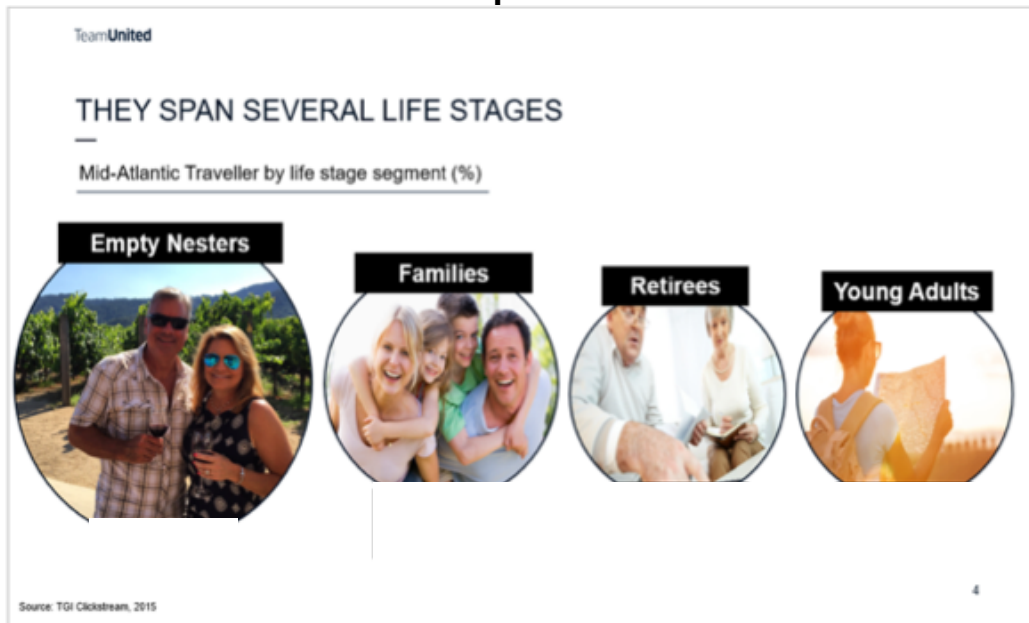 TeamUnited
THEY SPAN SEVERAL LIFE STAGES
Mid-Atlantic Traveller by life stage segment (%)
Empty Nesters
Families
Retirees
Young Adults
4
Source: TGI Clickstream, 2015